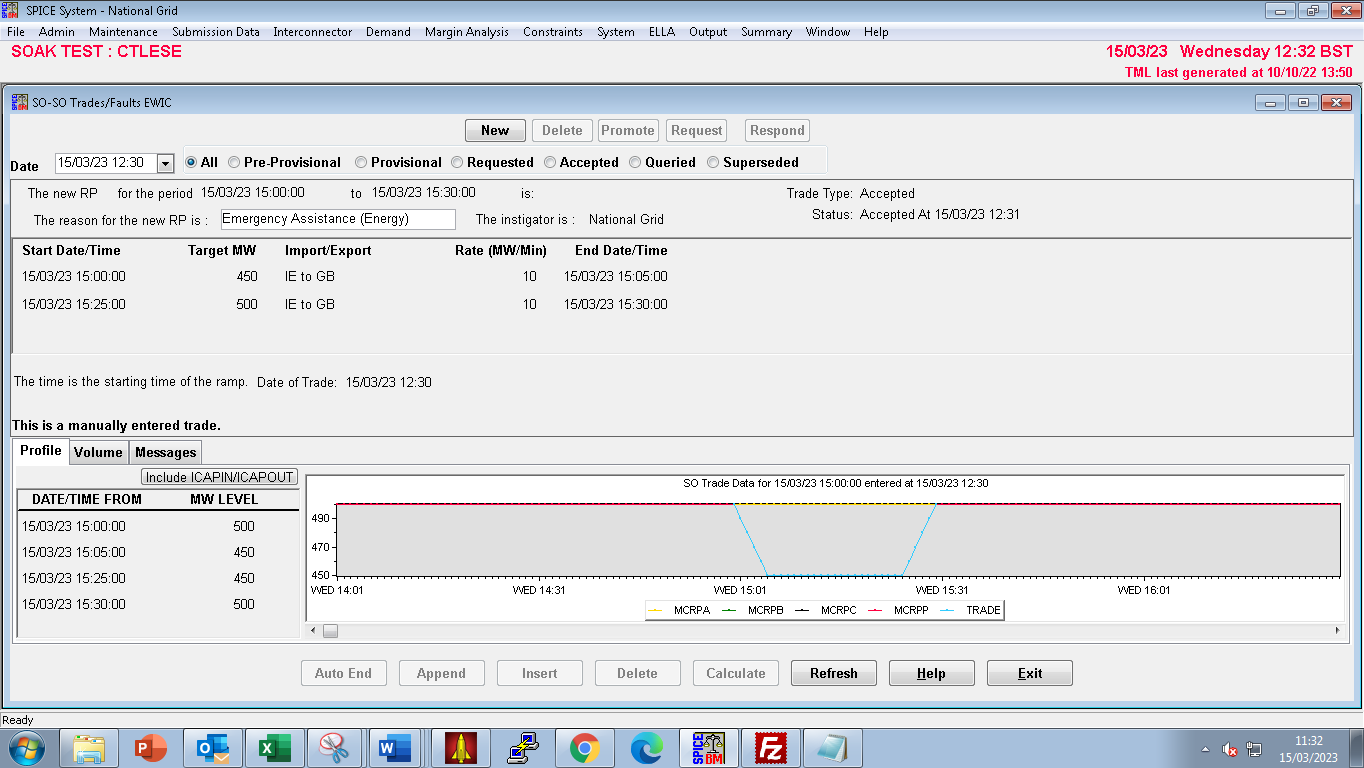 SPICE System - National Grid
File Admin Maintenance Submission Data Interconnector Demand Margin Analysis Constraints System ELLA Output Summary Window Help
SOAK TEST : CTLESE 15/03/23 Wednesday 12:32 BST
TML last generated at 10/10/22 13:50
SO-SO Trades/Faults EWIC
New Delete Promote Request Respond
Date 15/03/23 12:30 All Pre-Provisional Provisional Requested Accepted Queried Superseded
The new RP for the period 15/03/23 15:00:00 to 15/03/23 15:30:00 is: Trade Type: Accepted
The reason for the new RP is : Emergency Assistance (Energy) The instigator is : National Grid Status: Accepted At 15/03/23 12:31
Start Date/Time Target MW Import/Export Rate (MW/Min) End Date/Time
15/03/23 15:00:00 450 IE to GB 10 15/03/23 15:05:00
15/03/23 15:25:00 500 IE to GB 10 15/03/23 15:30:00
The time is the starting time of the ramp. Date of Trade: 15/03/23 12:30
This is a manually entered trade.
Profile Volume Messages
Include ICAPIN/ICAPOUT
DATE/TIME FROM MW LEVEL
15/03/23 15:00:00 500
15/03/23 15:05:00 450
15/03/23 15:25:00 450
15/03/23 15:30:00 500
SO Trade Data for 15/03/23 15:00:00 entered at 15/03/23 12:30
490
470
450
WED 14:01 WED 14:31 WED 15:01 WED 15:31 WED 16:01
MCRPA MCRPB MCRPC MCRPP TRADE
Auto End Append Insert Delete Calculate Refresh Help Exit
Ready
SPICE
BM
11:32
15/03/2023